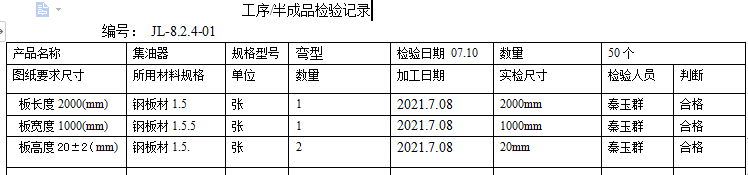 工序/半成品检验记录
编号： JL-8.2.4-01
产品名称 集油器 规格型号 弯型 检验日期 07.10 数量 50个
图纸要求尺寸 所用材料规格 单位 数量 加工日期 实检尺寸 检验人员 判断
板长度 2000(mm) 钢板材 1.5 张 1 2021.7.08 2000mm 秦玉群 合格
板宽度 1000(mm) 钢板材 1.5.5 张 1 2021.7.08 1000mm 秦玉群 合格
板高度 20±2(mm) 钢板材 1.5. 张 2 2021.7.08 20mm 秦玉群 合格